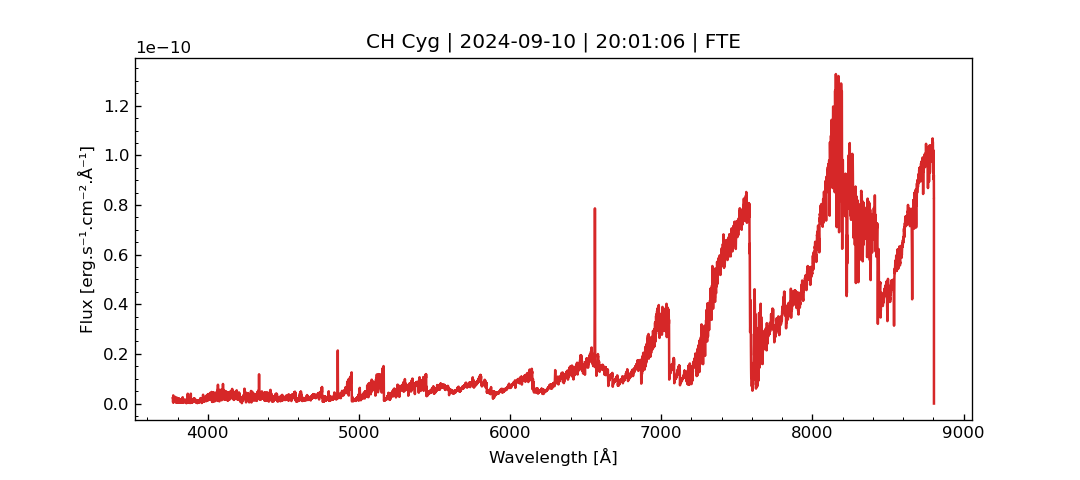 CH Cyg | 2024-09-10 | 20:01:06 | FTE
1e−10
1.2
1.0
0.8
0.6
0.4
0.2
0.0
Flux [erg.s⁻¹.cm⁻².Å⁻¹]
4000 5000 6000 7000 8000 9000
Wavelength [Å]